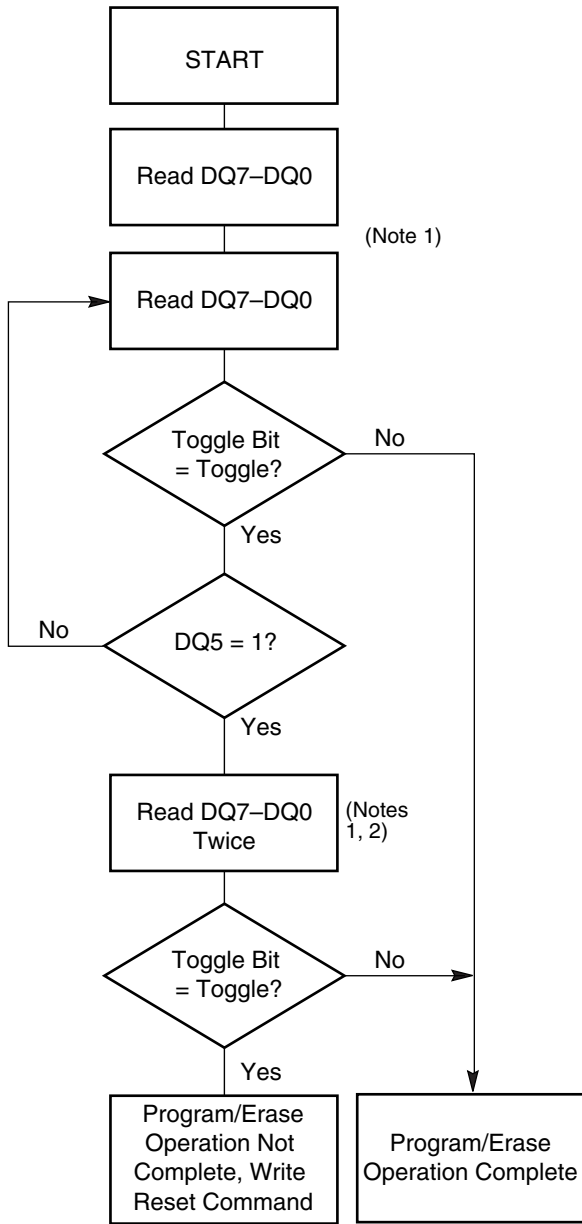 START
Read DQ7–DQ0
(Note 1)
Read DQ7–DQ0
Toggle Bit
= Toggle?
No
Yes
No
DQ5 = 1?
Yes
Read DQ7–DQ0
Twice
(Notes
1, 2)
Toggle Bit
= Toggle?
No
Yes
Program/Erase
Operation Not
Complete, Write
Reset Command
Program/Erase
Operation Complete